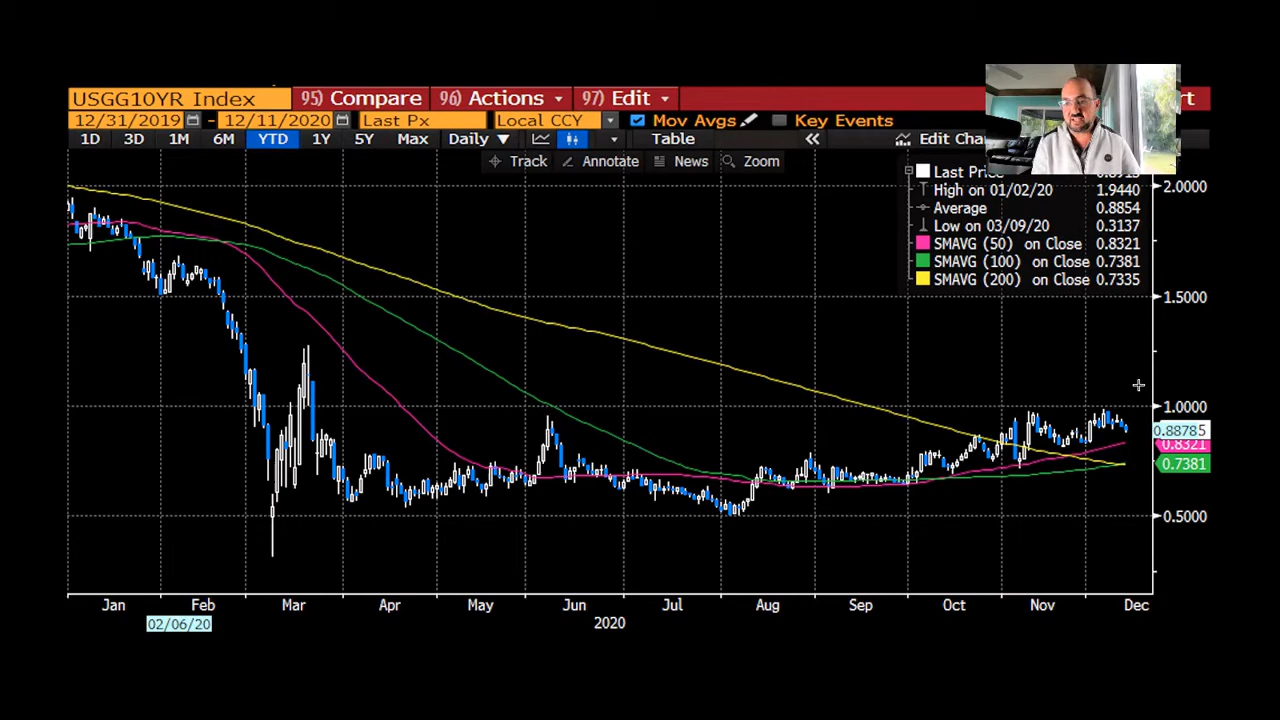 USGG10YR Index 95) Compare 96) Actions 97) Edit rt
12/31/2019 - 12/11/2020 Last Px Local CCY Mov Avgs Key Events
1D 3D 1M 6M YTD 1Y 5Y Max Daily ▼ Table « Edit Cha
Track Annotate News Zoom
Last Pri
High on 01/02/20 1.9440
Average 0.8854
Low on 03/09/20 0.3137
SMAVG (50) on Close 0.8321
SMAVG (100) on Close 0.7381
SMAVG (200) on Close 0.7335
2.0000
1.5000
1.0000
0.88785
0.8321
0.7381
0.5000
Jan Feb Mar Apr May Jun Jul Aug Sep Oct Nov Dec
02/06/20
2020